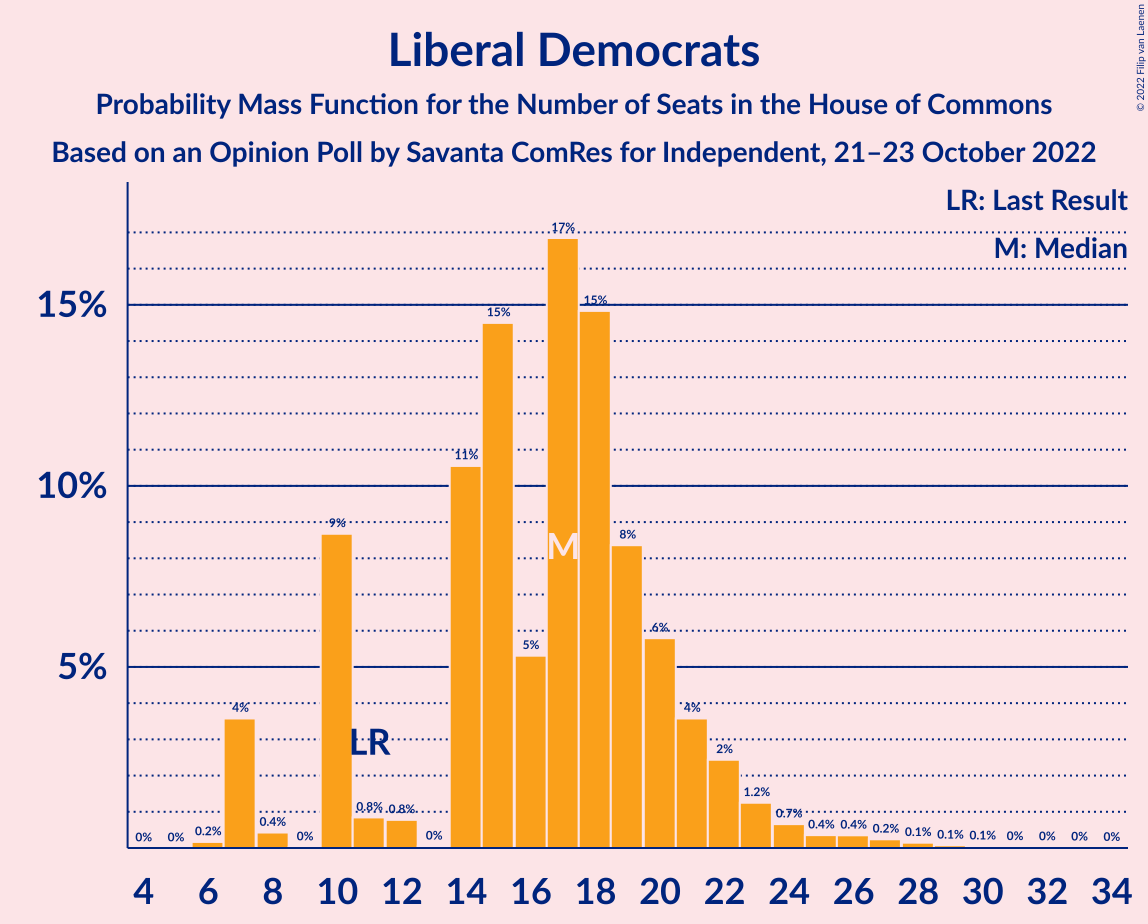 © 2022 Filip van Laenen
Liberal Democrats
Probability Mass Function for the Number of Seats in the House of Commons
Based on an Opinion Poll by Savanta ComRes for Independent, 21–23 October 2022
LR: Last Result
M: Median
15%
10%
5%
0% 0% 0.2% 4% 0.4% 0% 9% 0.8% 0.8% 0% 11% 15% 5% 17% 15% 8% 6% 4% 2% 1.2% 0.7% 0.4% 0.4% 0.2% 0.1% 0.1% 0.1% 0% 0% 0% 0%
LR
M
4 6 8 10 12 14 16 18 20 22 24 26 28 30 32 34